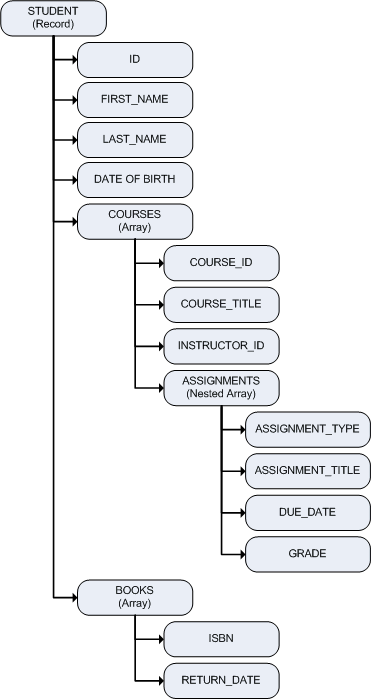 STUDENT
(Record)
ID
FIRST_NAME
LAST_NAME
DATE OF BIRTH
COURSES
(Array)
COURSE_ID
COURSE_TITLE
INSTRUCTOR_ID
ASSIGNMENTS
(Nested Array)
ASSIGNMENT_TYPE
ASSIGNMENT_TITLE
DUE_DATE
GRADE
BOOKS
(Array)
ISBN
RETURN_DATE